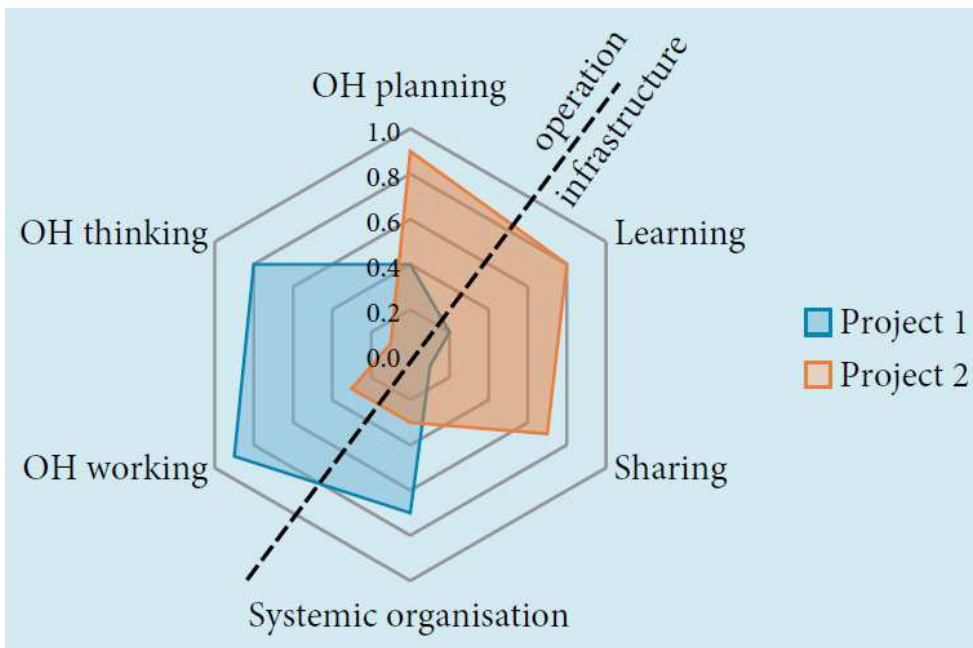 operation
infrastructure
OH planning
1.0
0.8
OH thinking
Learning
0.6
0.4
0.2
0.0
Project 1
Project 2
OH working
Sharing
Systemic organisation